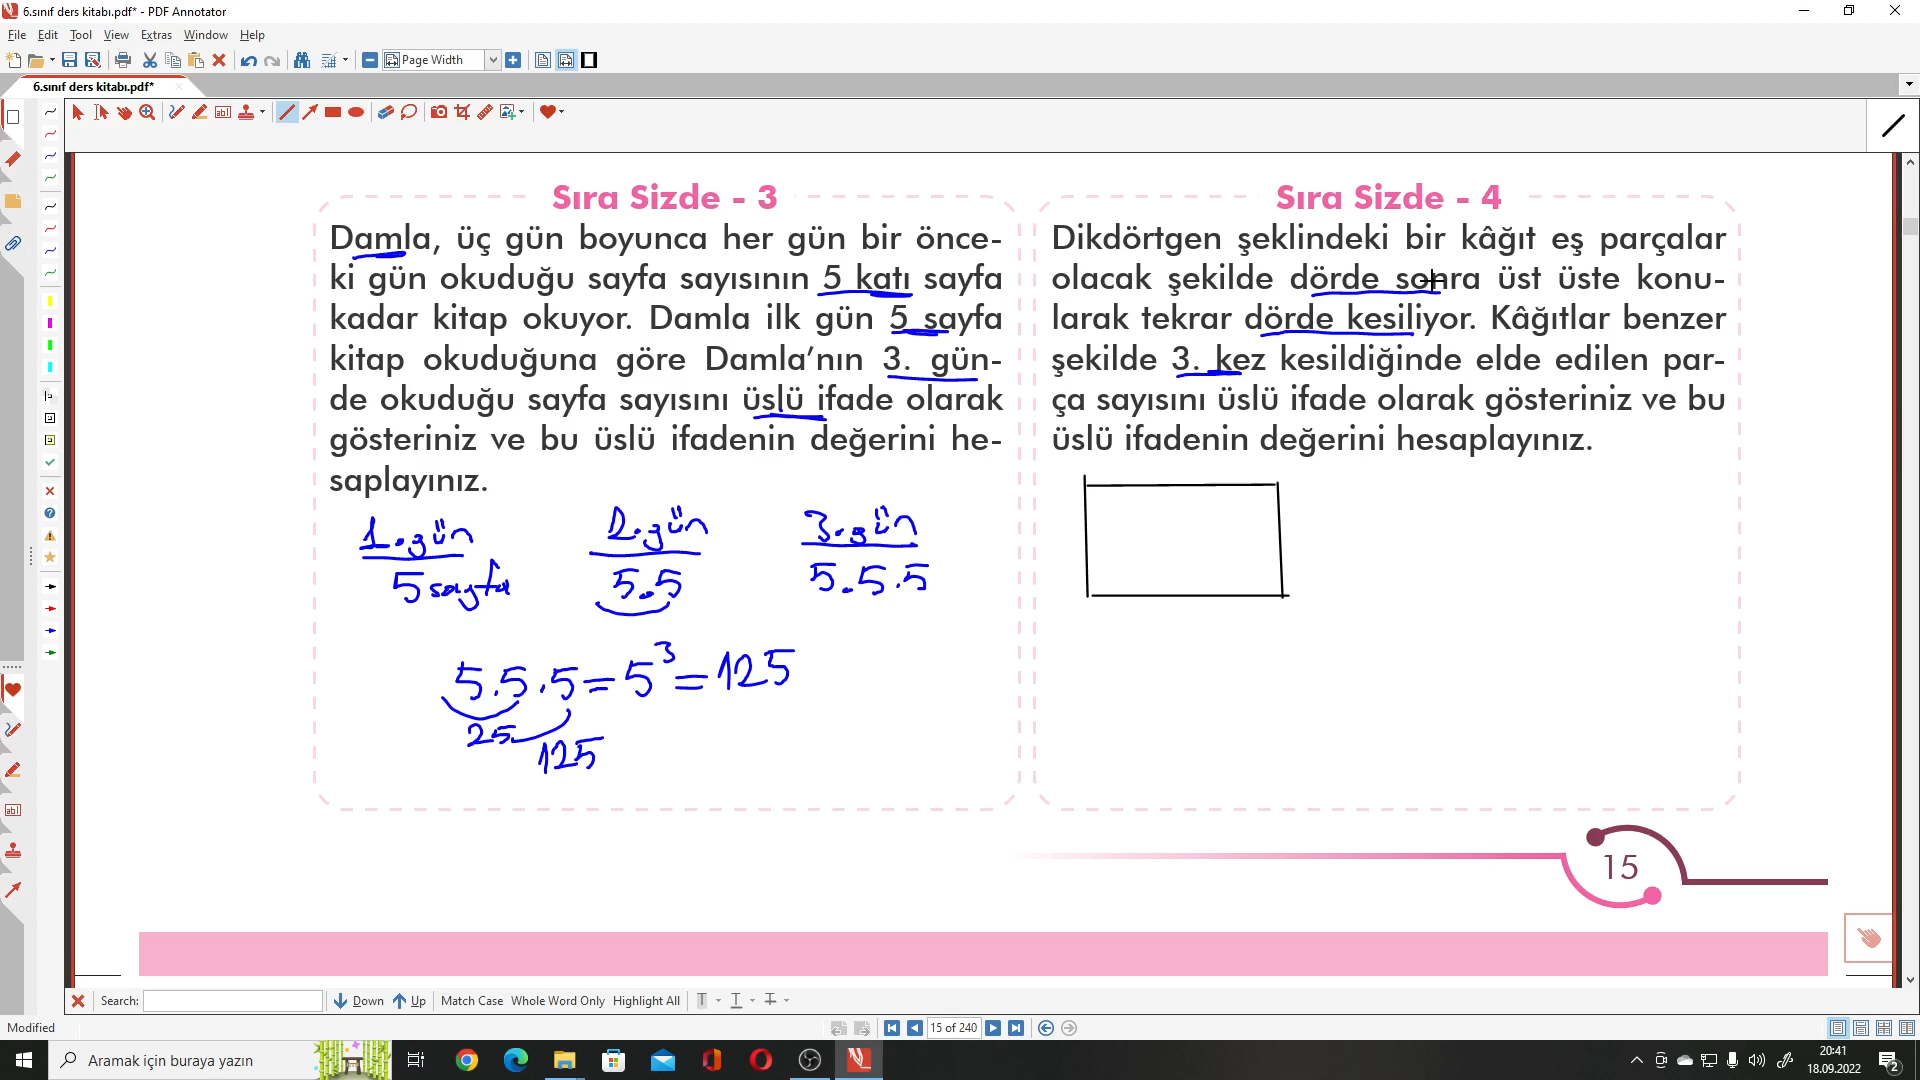 6.sınıf ders kitabı.pdf* - PDF Annotator
File Edit Tool View Extras Window Help
Page Width
6.sınıf ders kitabı.pdf*
Sıra Sizde - 3
Damla, üç gün boyunca her gün bir önce-
ki gün okuduğu sayfa sayısının 5 katı sayfa
kadar kitap okuyor. Damla ilk gün 5 sayfa
kitap okuduğuna göre Damla’nın 3. gün-
de okuduğu sayfa sayısını üslü ifade olarak
gösteriniz ve bu üslü ifadenin değerini he-
saplayınız.
1.gün 2.gün 3.gün
5 sayfa 5.5 5.5.5
5.5.5=5³=125
25
125
Sıra Sizde - 4
Dikdörtgen şeklindeki bir kâğıt eş parçalar
olacak şekilde dörde sonra üst üste konu-
larak tekrar dörde kesiliyor. Kâğıtlar benzer
şekilde 3. kez kesildiğinde elde edilen par-
ça sayısını üslü ifade olarak gösteriniz ve bu
üslü ifadenin değerini hesaplayınız.
15
Search: Down Up Match Case Whole Word Only Highlight All
Modified
15 of 240
Aramak için buraya yazın
20:41
18.09.2022
2